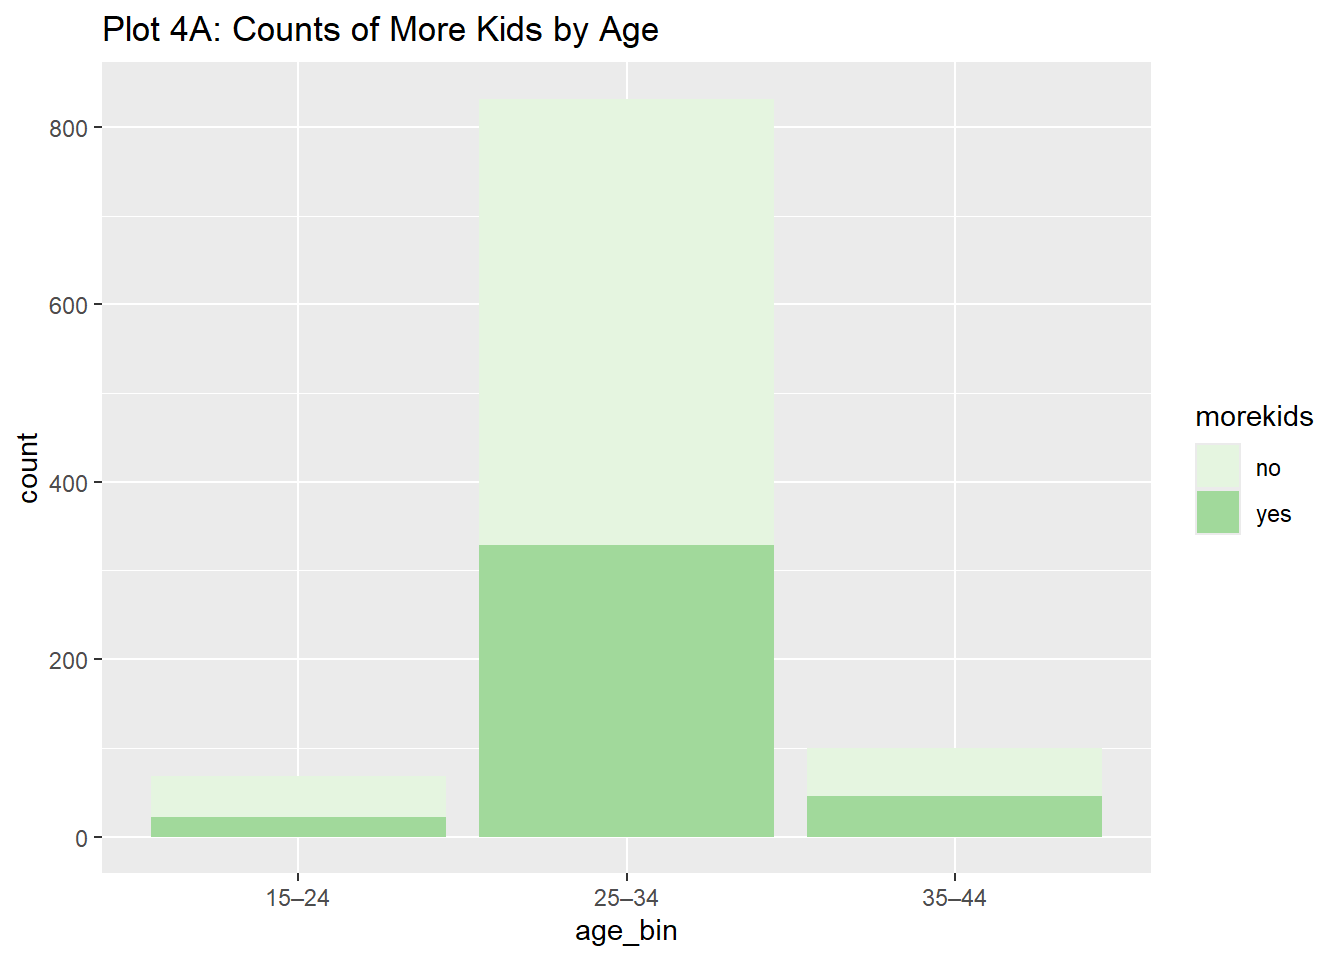 Plot 4A: Counts of More Kids by Age
800
600
400
200
0
count
15–24
25–34
35–44
age_bin
morekids
no
yes